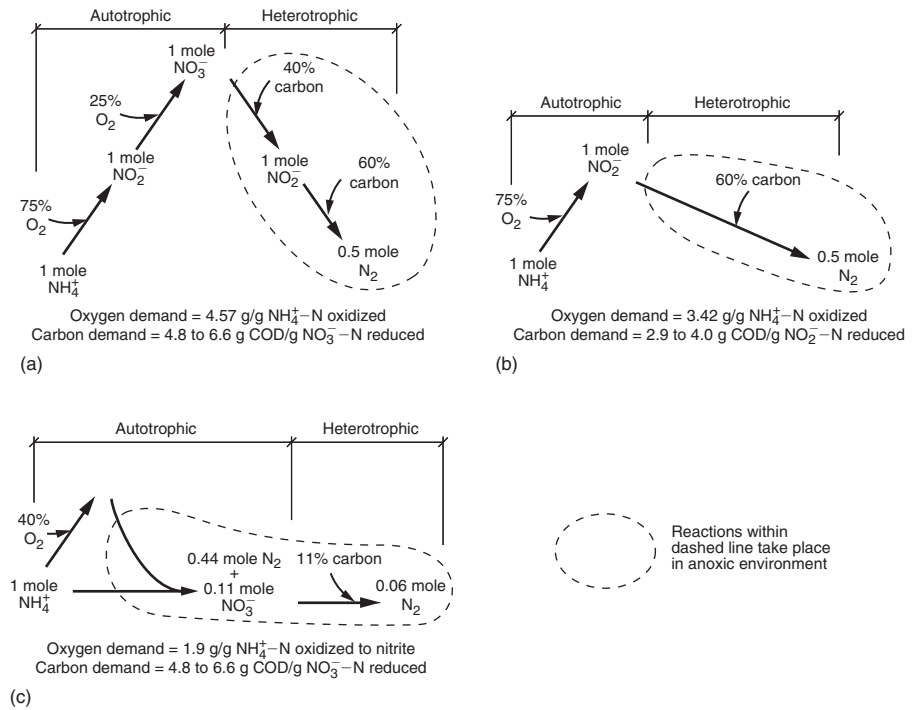 Autotrophic
Heterotrophic
1 mole
NO₃⁻
40%
carbon
25%
O₂
1 mole
NO₂⁻
1 mole
NO₂⁻
60%
carbon
75%
O₂
0.5 mole
N₂
1 mole
NH₄⁺
Oxygen demand = 4.57 g/g NH₄⁺–N oxidized
Carbon demand = 4.8 to 6.6 g COD/g NO₃⁻–N reduced
(a)
Autotrophic
Heterotrophic
1 mole
NO₂⁻
60% carbon
75%
O₂
0.5 mole
N₂
1 mole
NH₄⁺
Oxygen demand = 3.42 g/g NH₄⁺–N oxidized
Carbon demand = 2.9 to 4.0 g COD/g NO₂⁻–N reduced
(b)
Autotrophic
Heterotrophic
40%
O₂
1 mole
NH₄⁺
0.44 mole N₂
+
0.11 mole
NO₃⁻
11% carbon
0.06 mole
N₂
Oxygen demand = 1.9 g/g NH₄⁺–N oxidized to nitrite
Carbon demand = 4.8 to 6.6 g COD/g NO₃⁻–N reduced
(c)
Reactions within
dashed line take place
in anoxic environment